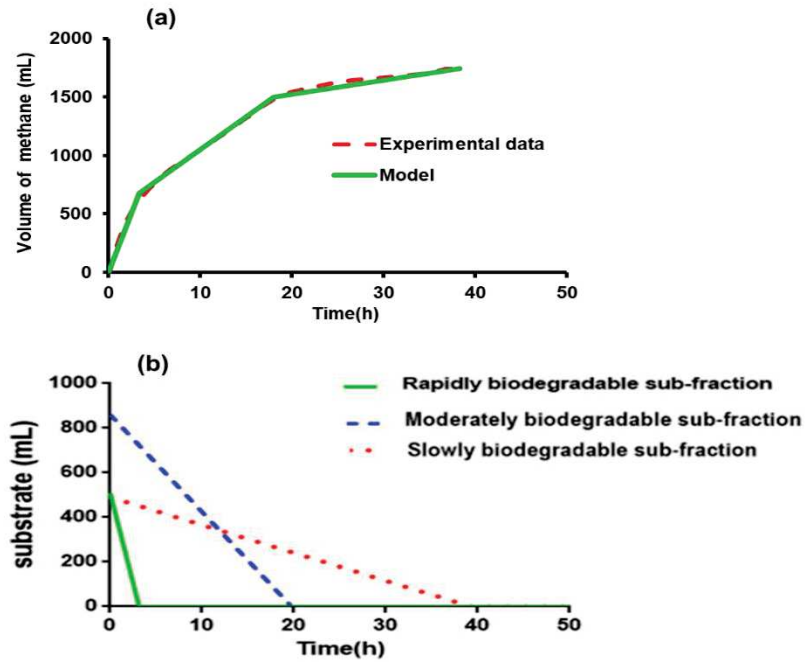 (a)
2000
1500
1000
500
0
Volume of methane (mL)
Experimental data
Model
0 10 20 30 40 50
Time(h)
(b)
1000
800
600
400
200
0
substrate (mL)
Rapidly biodegradable sub-fraction
Moderately biodegradable sub-fraction
Slowly biodegradable sub-fraction
0 10 20 30 40 50
Time(h)